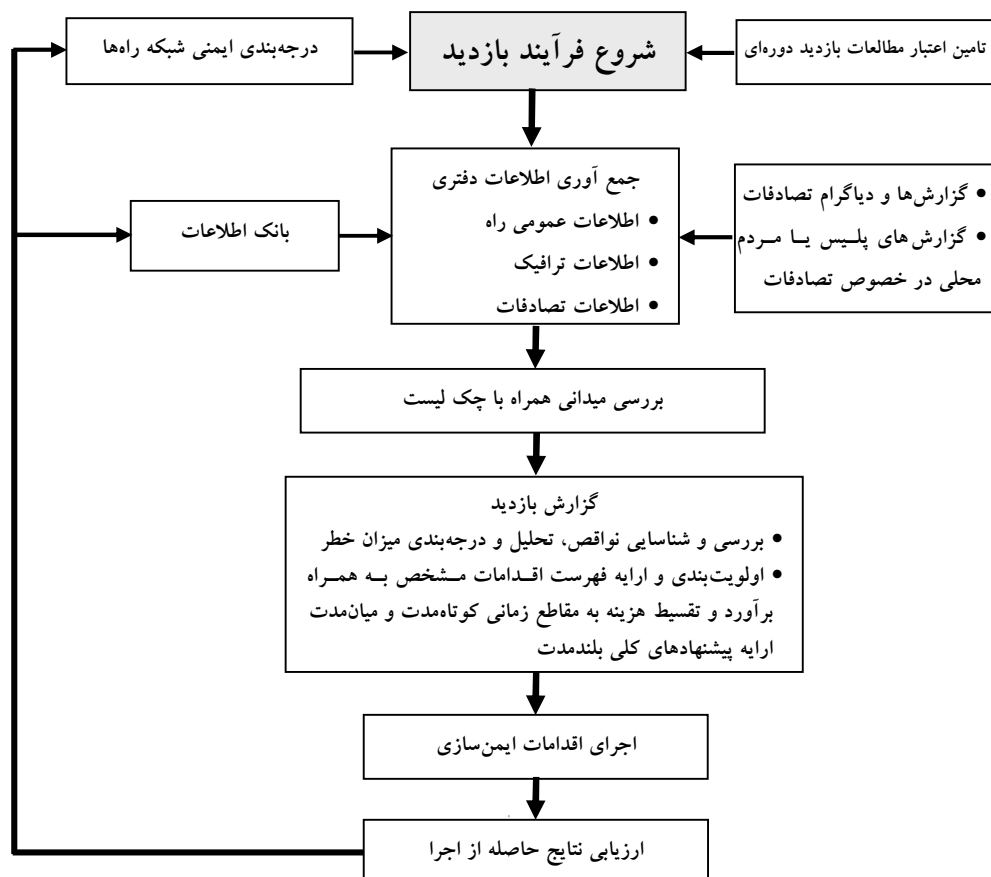 تامین اعتبار مطالعات بازدید دوره‌ای
شروع فرآیند بازدید
درجه‌بندی ایمنی شبکه راه‌ها
• گزارش‌ها و دیاگرام تصادفات
• گزارش‌های پلیس یا مردم
محلی در خصوص تصادفات
جمع آوری اطلاعات دفتری
• اطلاعات عمومی راه
• اطلاعات ترافیک
• اطلاعات تصادفات
بانک اطلاعات
بررسی میدانی همراه با چک لیست
گزارش بازدید
• بررسی و شناسایی نواقص، تحلیل و درجه‌بندی میزان خطر
• اولویت‌بندی و ارایه فهرست اقدامات مشخص به همراه
برآورد و تقسیط هزینه به مقاطع زمانی کوتاه‌مدت و میان‌مدت
ارایه پیشنهادهای کلی بلندمدت
اجرای اقدامات ایمن‌سازی
ارزیابی نتایج حاصله از اجرا